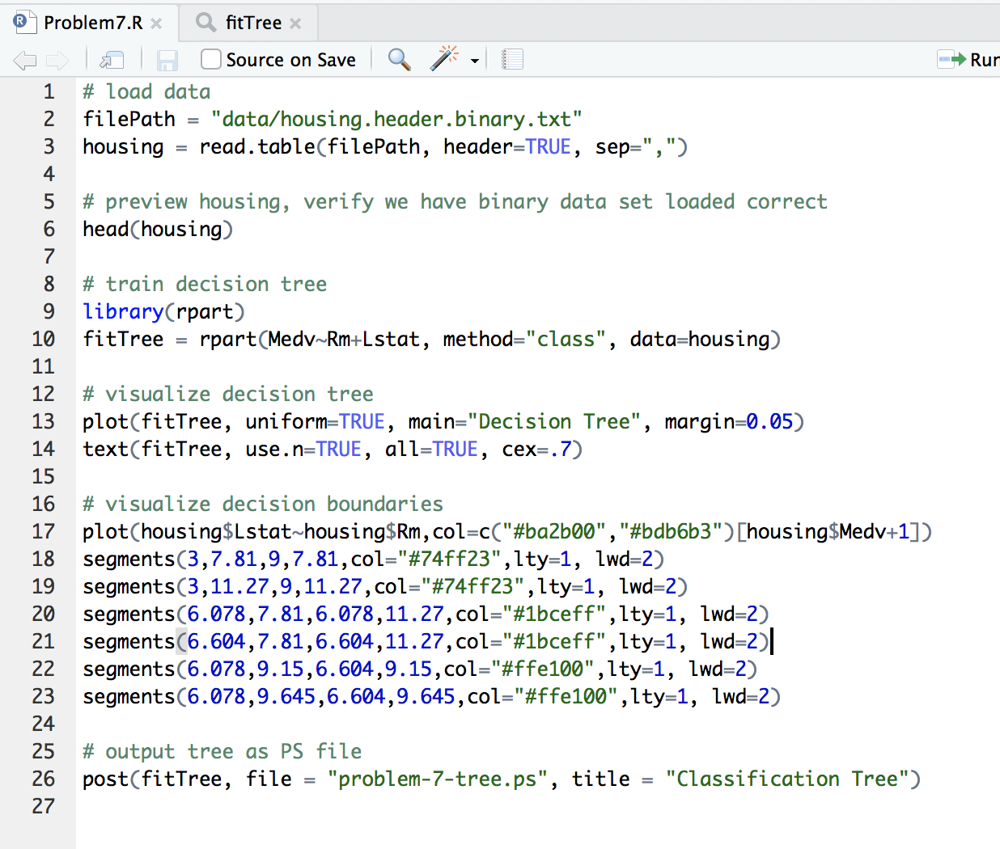 Problem7.R fitTree
Source on Save Run
1 # load data
2 filePath = "data/housing.header.binary.txt"
3 housing = read.table(filePath, header=TRUE, sep=",")
4
5 # preview housing, verify we have binary data set loaded correct
6 head(housing)
7
8 # train decision tree
9 library(rpart)
10 fitTree = rpart(Medv~Rm+Lstat, method="class", data=housing)
11
12 # visualize decision tree
13 plot(fitTree, uniform=TRUE, main="Decision Tree", margin=0.05)
14 text(fitTree, use.n=TRUE, all=TRUE, cex=.7)
15
16 # visualize decision boundaries
17 plot(housing$Lstat~housing$Rm,col=c("#ba2b00","#bdb6b3")[housing$Medv+1])
18 segments(3,7.81,9,7.81,col="#74ff23",lty=1, lwd=2)
19 segments(3,11.27,9,11.27,col="#74ff23",lty=1, lwd=2)
20 segments(6.078,7.81,6.078,11.27,col="#1bceff",lty=1, lwd=2)
21 segments(6.604,7.81,6.604,11.27,col="#1bceff",lty=1, lwd=2)
22 segments(6.078,9.15,6.604,9.15,col="#ffe100",lty=1, lwd=2)
23 segments(6.078,9.645,6.604,9.645,col="#ffe100",lty=1, lwd=2)
24
25 # output tree as PS file
26 post(fitTree, file = "problem-7-tree.ps", title = "Classification Tree")
27